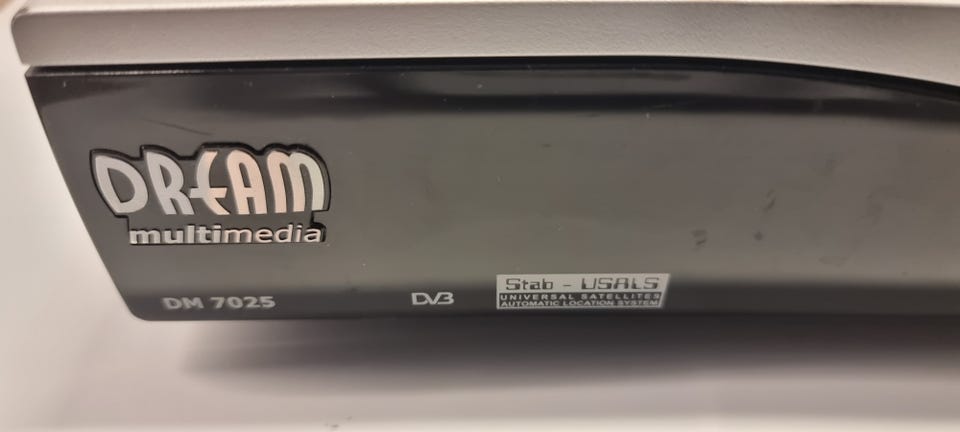 DREAM
multimedia
DM 7025
DVB
Stab - USALS
UNIVERSAL SATELLITES
AUTOMATIC LOCATION SYSTEM